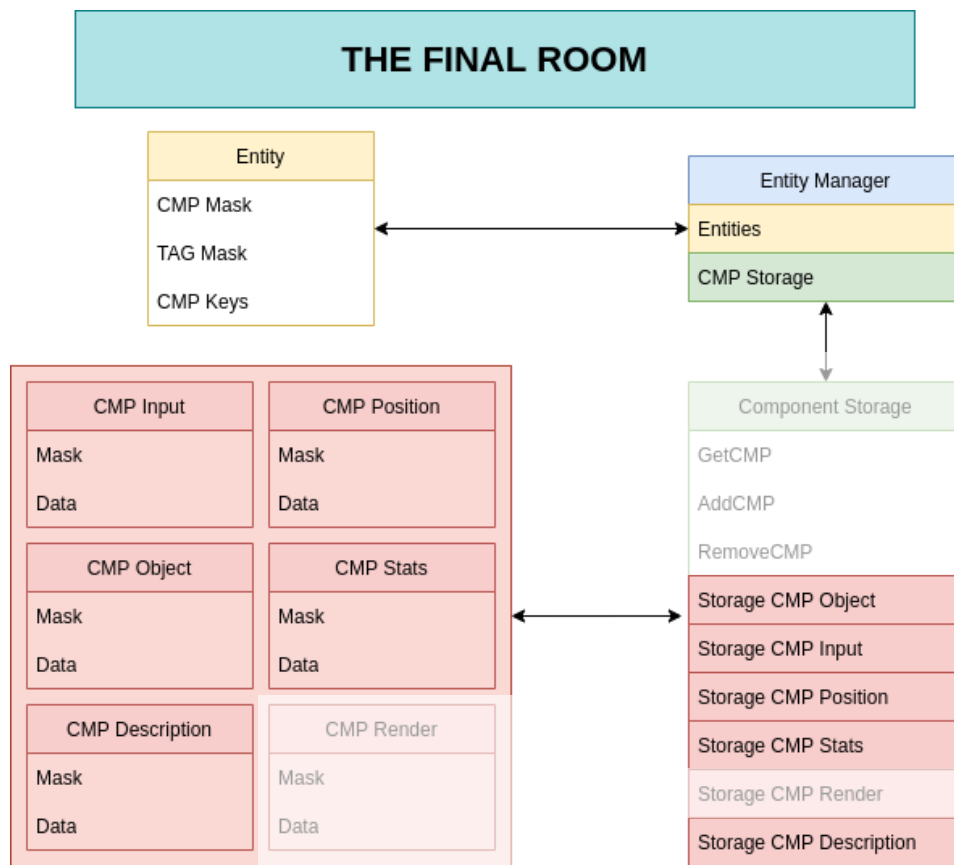 THE FINAL ROOM
Entity
CMP Mask
TAG Mask
CMP Keys
Entity Manager
Entities
CMP Storage
CMP Input
Mask
Data
CMP Position
Mask
Data
CMP Object
Mask
Data
CMP Stats
Mask
Data
CMP Description
Mask
Data
CMP Render
Mask
Data
Component Storage
GetCMP
AddCMP
RemoveCMP
Storage CMP Object
Storage CMP Input
Storage CMP Position
Storage CMP Stats
Storage CMP Render
Storage CMP Description